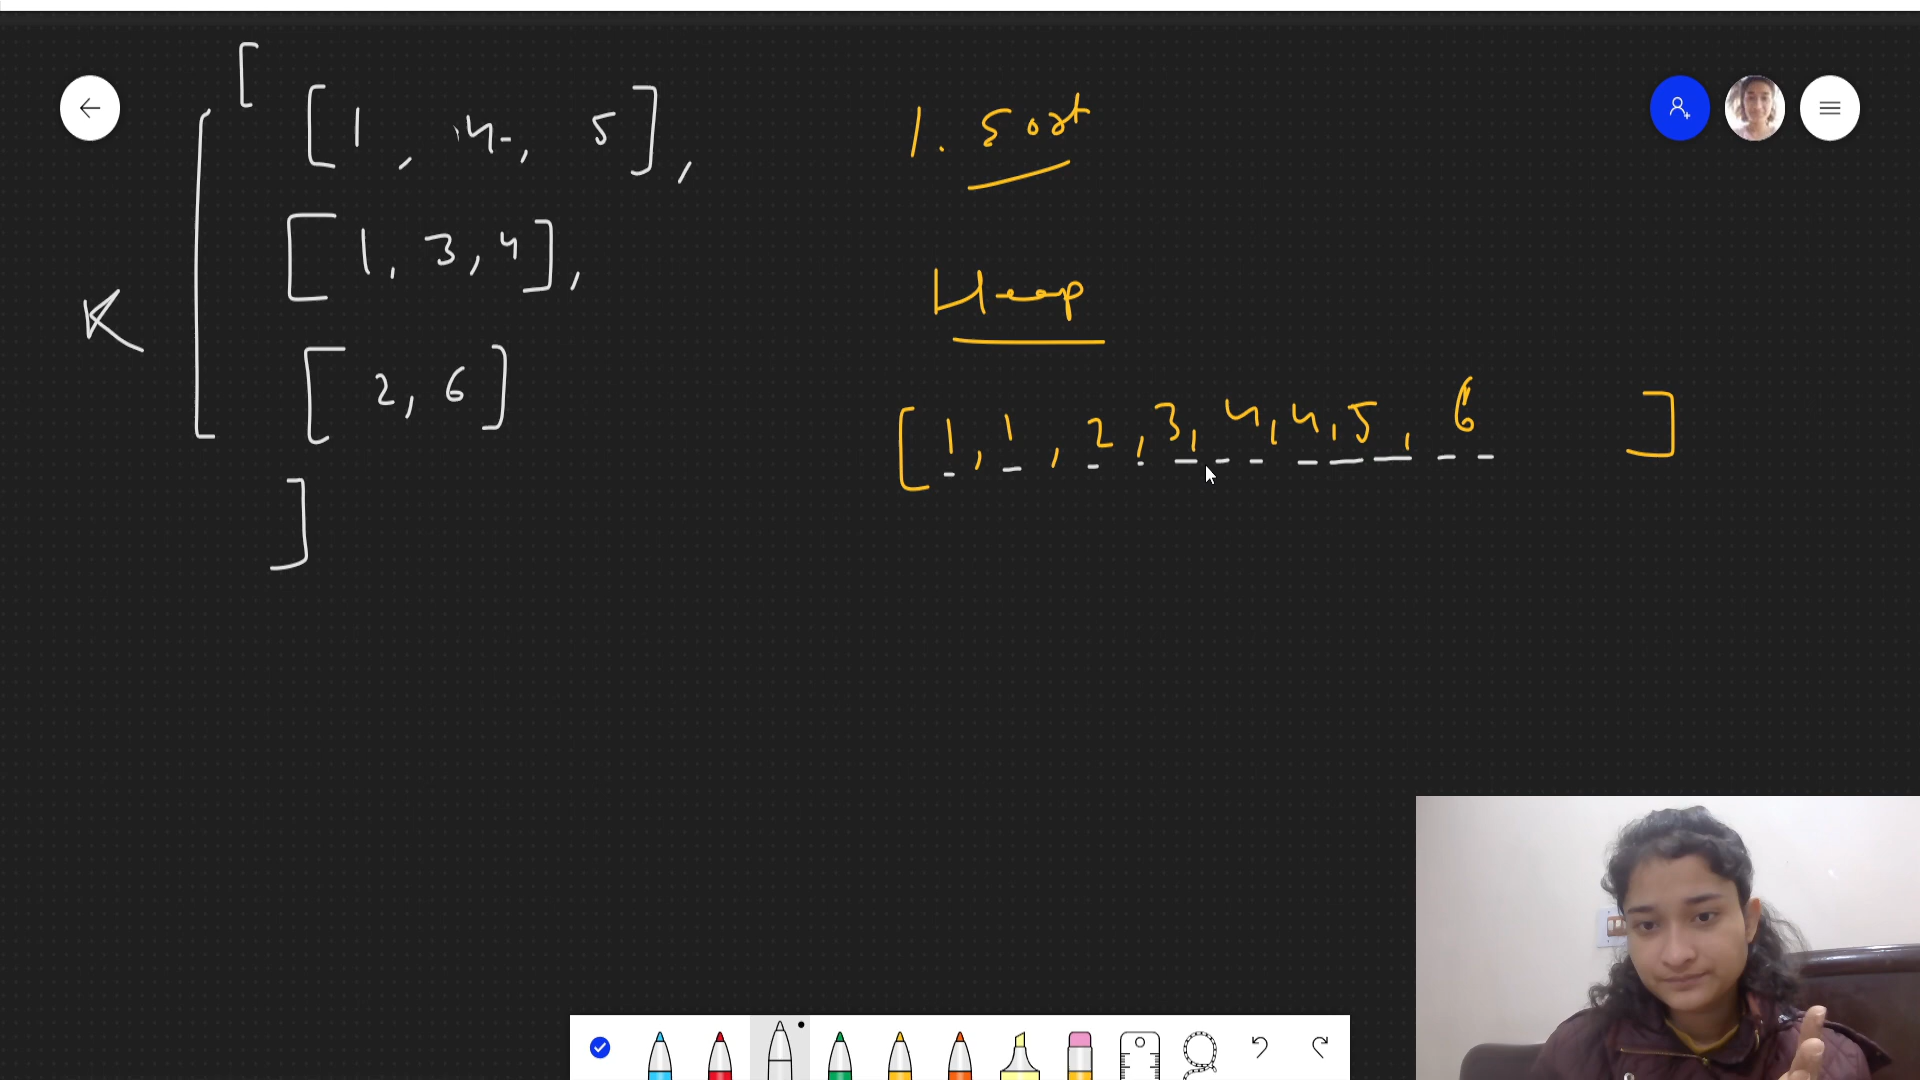 [
[1, 4, 5],
[1, 3, 4],
K
[2, 6]
]
1. Sort
Heap
[1, 1, 2, 3, 4, 4, 5, 6 ]